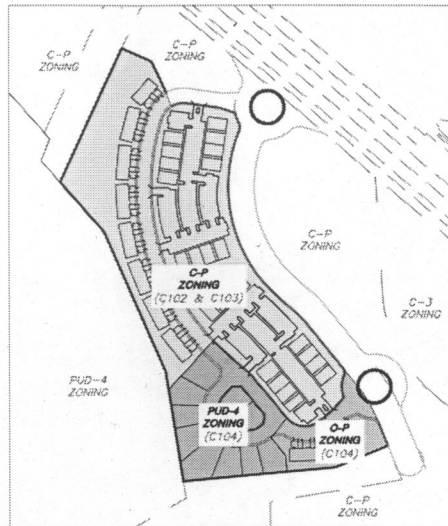 C-P
ZONING
C-P
ZONING
C-P
ZONING
C-P
ZONING
(C102 & C103)
C-3
ZONING
PUD-4
ZONING
PUD-4
ZONING
(C104)
O-P
ZONING
(C104)
C-P
ZONING